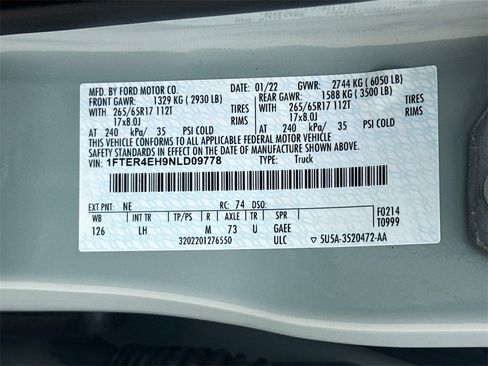 MFD. BY FORD MOTOR CO. 01/22 GVWR: 2744 KG (6050 LB)
FRONT GAWR: 1329 KG (2930 LB) REAR GAWR: 1588 KG (3500 LB)
265/65R17 112T TIRES 265/65R17 112T TIRES
17x8.0J RIMS 17x8.0J RIMS
AT 240 kPa/ 35 PSI COLD AT 240 kPa/ 35 PSI COLD
THIS VEHICLE CONFORMS TO ALL APPLICABLE FEDERAL MOTOR VEHICLE
SAFETY AND THEFT PREVENTION STANDARDS IN EFFECT ON THE DATE OF MANUFACTURE SHOWN ABOVE.
VIN: 1FTER4EH9NLD09778 TYPE: Truck
EXT PNT: NE RC: 74 DSO:
WB INT TR TP/PS R AXLE TR SPR F0214
126 LH M 73 U GAEE T0999
3202201276550 ULC 5U5A-3520472-AA